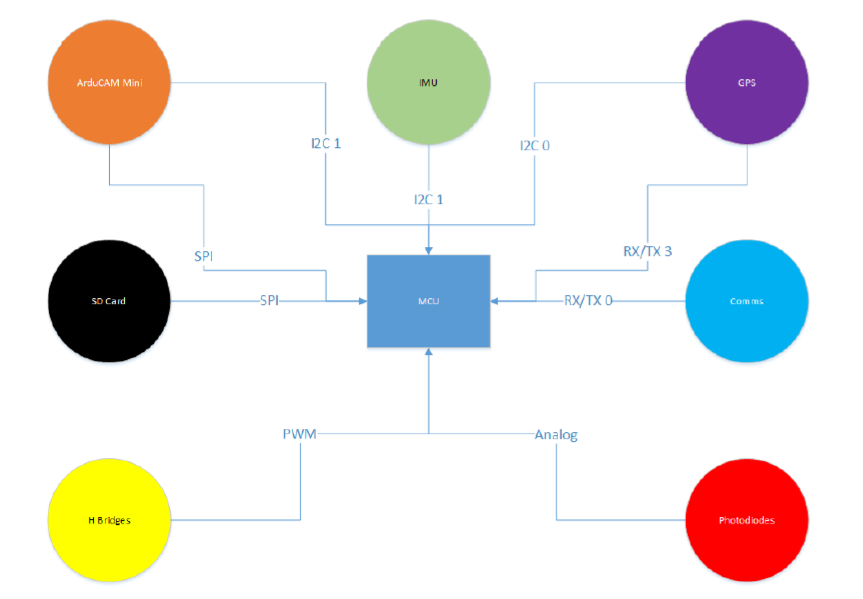 ArduCAM Mini
IMU
GPS
I2C 1
I2C 0
I2C 1
SPI
RX/TX 3
SD Card
SPI
MCU
RX/TX 0
Comms
PWM
Analog
H Bridges
Photodiodes